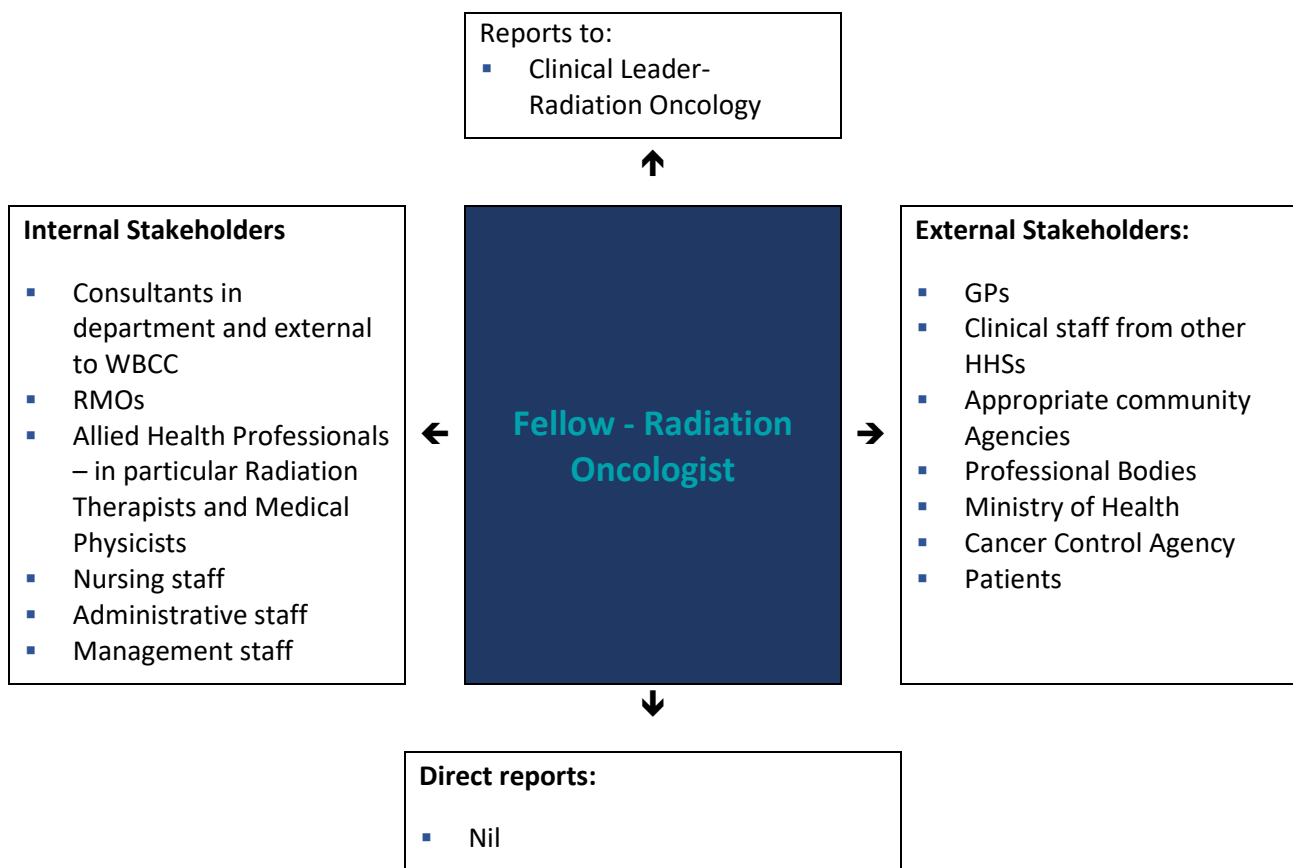 Reports to:
▪ Clinical Leader-
Radiation Oncology
Internal Stakeholders
▪ Consultants in
department and external
to WBCC
▪ RMOs
▪ Allied Health Professionals
– in particular Radiation
Therapists and Medical
Physicists
▪ Nursing staff
▪ Administrative staff
▪ Management staff
Fellow - Radiation
Oncologist
External Stakeholders:
▪ GPs
▪ Clinical staff from other
HHSs
▪ Appropriate community
Agencies
▪ Professional Bodies
▪ Ministry of Health
▪ Cancer Control Agency
▪ Patients
Direct reports:
▪ Nil